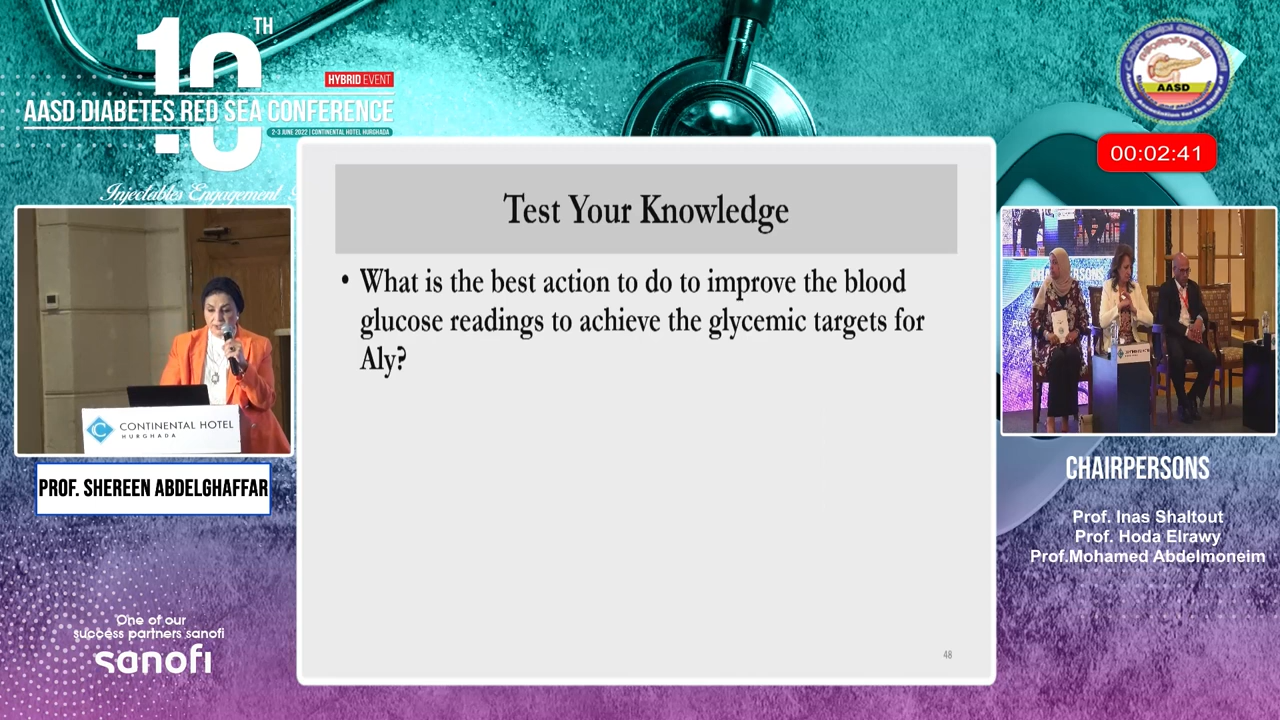 10TH
HYBRID EVENT
AASD DIABETES RED SEA CONFERENCE
2-3 JUNE 2022 | CONTINENTAL HOTEL HURGHADA
Injectables Engagement
AASD
00:02:41
Test Your Knowledge
• What is the best action to do to improve the blood
glucose readings to achieve the glycemic targets for
Aly?
48
CONTINENTAL HOTEL
HURGHADA
PROF. SHEREEN ABDELGHAFFAR
One of our
success partners sanofi
sanofi
CHAIRPERSONS
Prof. Inas Shaltout
Prof. Hoda Elrawy
Prof.Mohamed Abdelmoneim